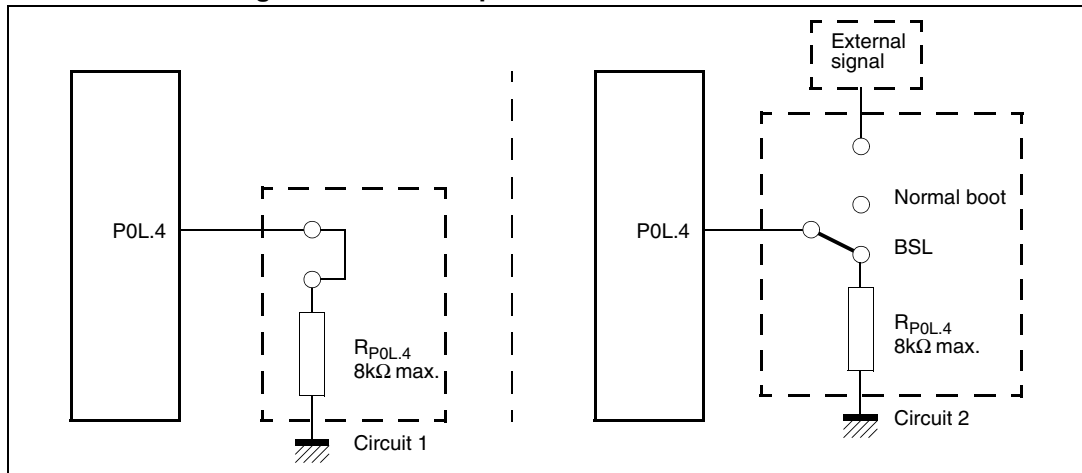 P0L.4
R_P0L.4
8kΩ max.
Circuit 1
External
signal
P0L.4
Normal boot
BSL
R_P0L.4
8kΩ max.
Circuit 2